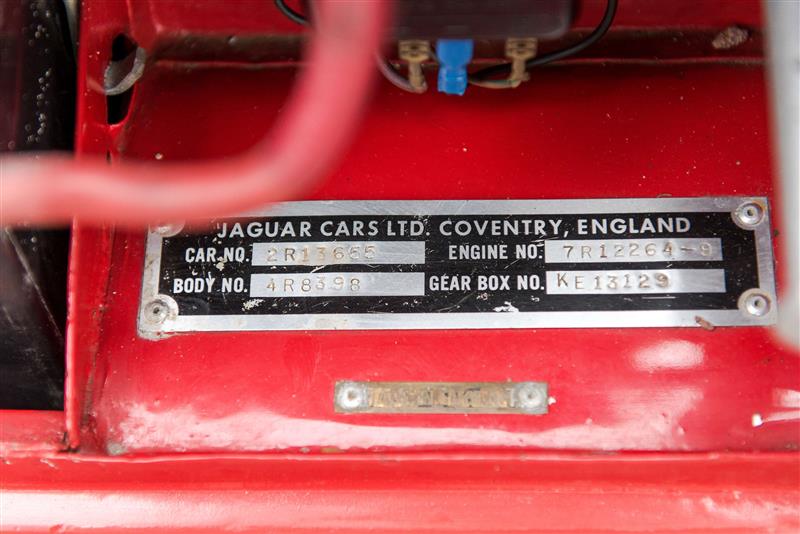 JAGUAR CARS LTD. COVENTRY, ENGLAND
CAR NO. 2R13655 ENGINE NO. 7R12264-9
BODY NO. 4R8398 GEAR BOX NO. KE13129